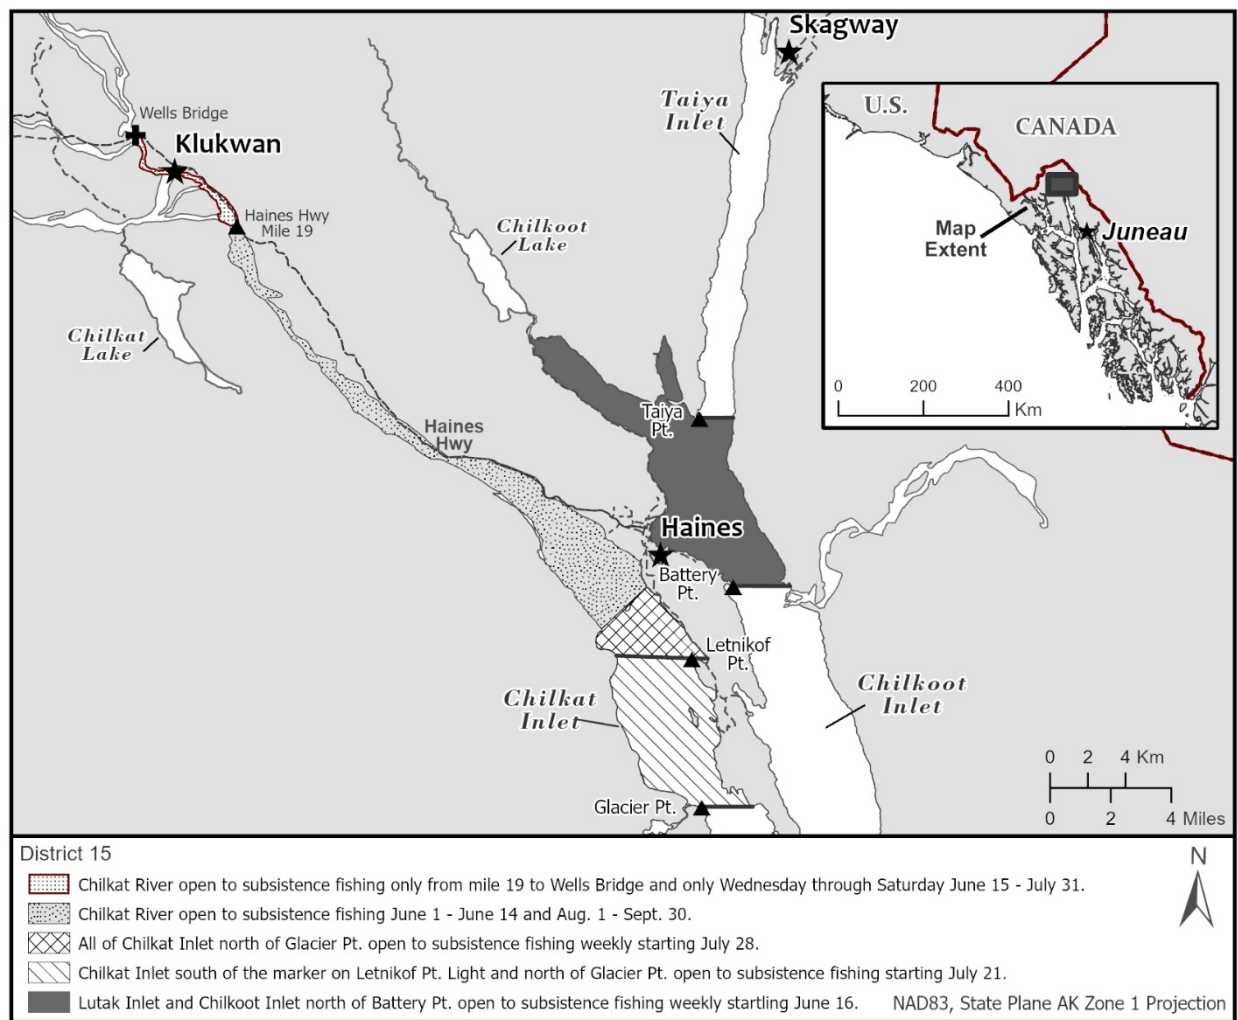 Skagway
Taiya
Inlet
U.S.
CANADA
Map
Extent
Juneau
0 200 400
Km
Wells Bridge
Klukwan
Haines Hwy
Mile 19
Chilkoot
Lake
Chilkat
Lake
Taiya
Pt.
Haines
Hwy
Haines
Battery
Pt.
Letnikof
Pt.
Chilkat
Inlet
Chilkoot
Inlet
Glacier Pt.
0 2 4 Km
0 2 4 Miles
District 15
N
Chilkat River open to subsistence fishing only from mile 19 to Wells Bridge and only Wednesday through Saturday June 15 - July 31.
Chilkat River open to subsistence fishing June 1 - June 14 and Aug. 1 - Sept. 30.
All of Chilkat Inlet north of Glacier Pt. open to subsistence fishing weekly starting July 28.
Chilkat Inlet south of the marker on Letnikof Pt. Light and north of Glacier Pt. open to subsistence fishing starting July 21.
Lutak Inlet and Chilkoot Inlet north of Battery Pt. open to subsistence fishing weekly startling June 16.
NAD83, State Plane AK Zone 1 Projection